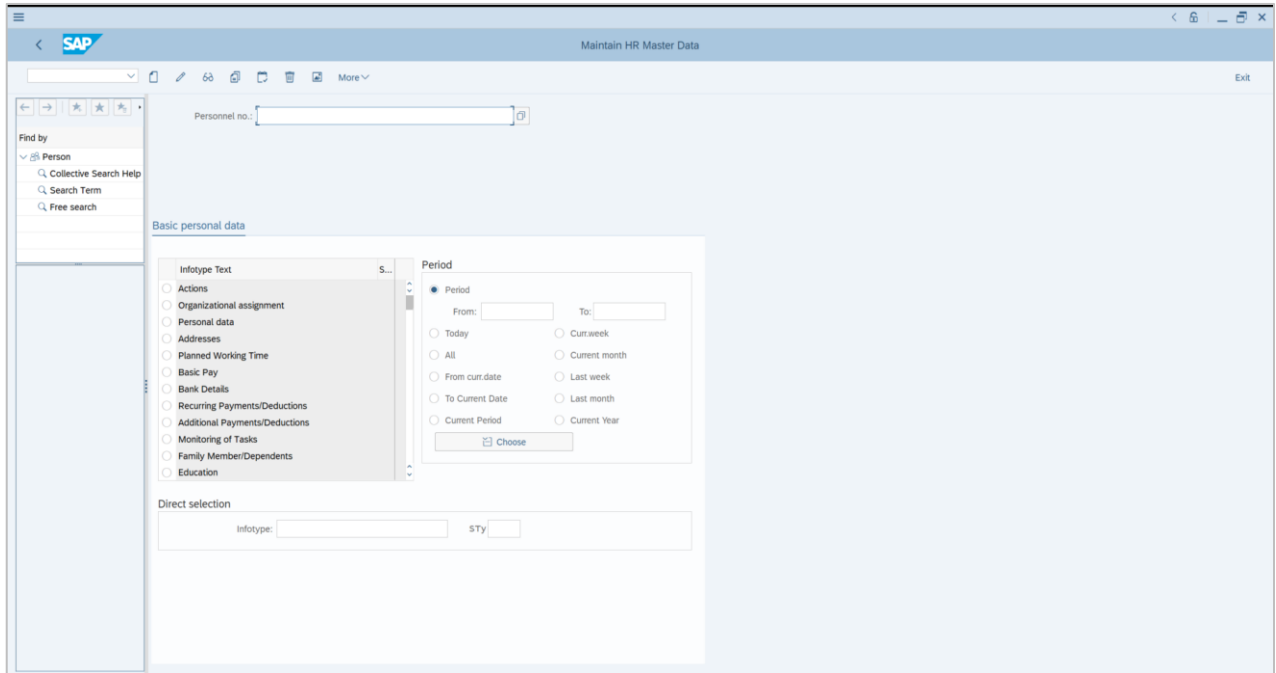 SAP
Maintain HR Master Data
More
Exit
Personnel no.:
Find by
Person
Collective Search Help
Search Term
Free search
Basic personal data
Infotype Text S...
Actions
Organizational assignment
Personal data
Addresses
Planned Working Time
Basic Pay
Bank Details
Recurring Payments/Deductions
Additional Payments/Deductions
Monitoring of Tasks
Family Member/Dependents
Education
Period
Period
From: To:
Today Curr.week
All Current month
From curr.date Last week
To Current Date Last month
Current Period Current Year
Choose
Direct selection
Infotype: STy